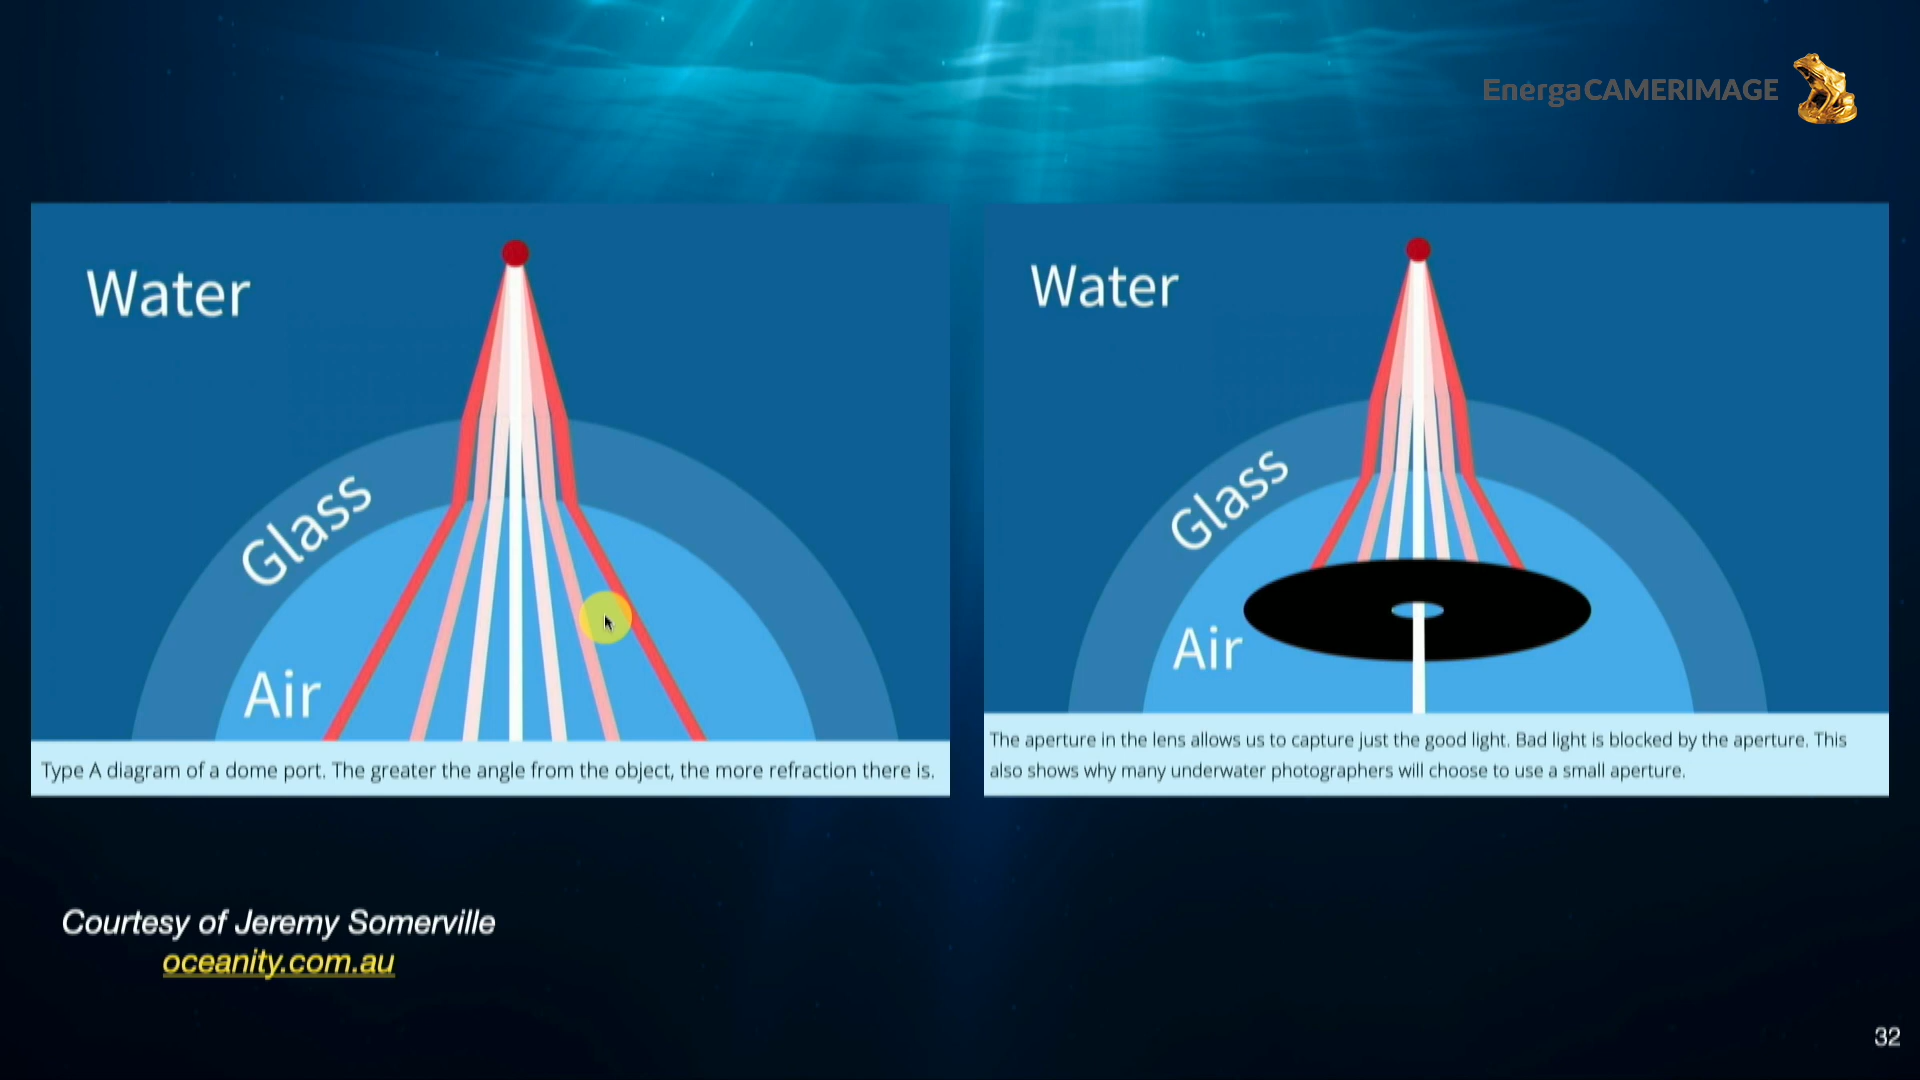 EnergaCAMERIMAGE
Water
Glass
Air
Type A diagram of a dome port. The greater the angle from the object, the more refraction there is.
Water
Glass
Air
The aperture in the lens allows us to capture just the good light. Bad light is blocked by the aperture. This
also shows why many underwater photographers will choose to use a small aperture.
Courtesy of Jeremy Somerville
oceanity.com.au
32